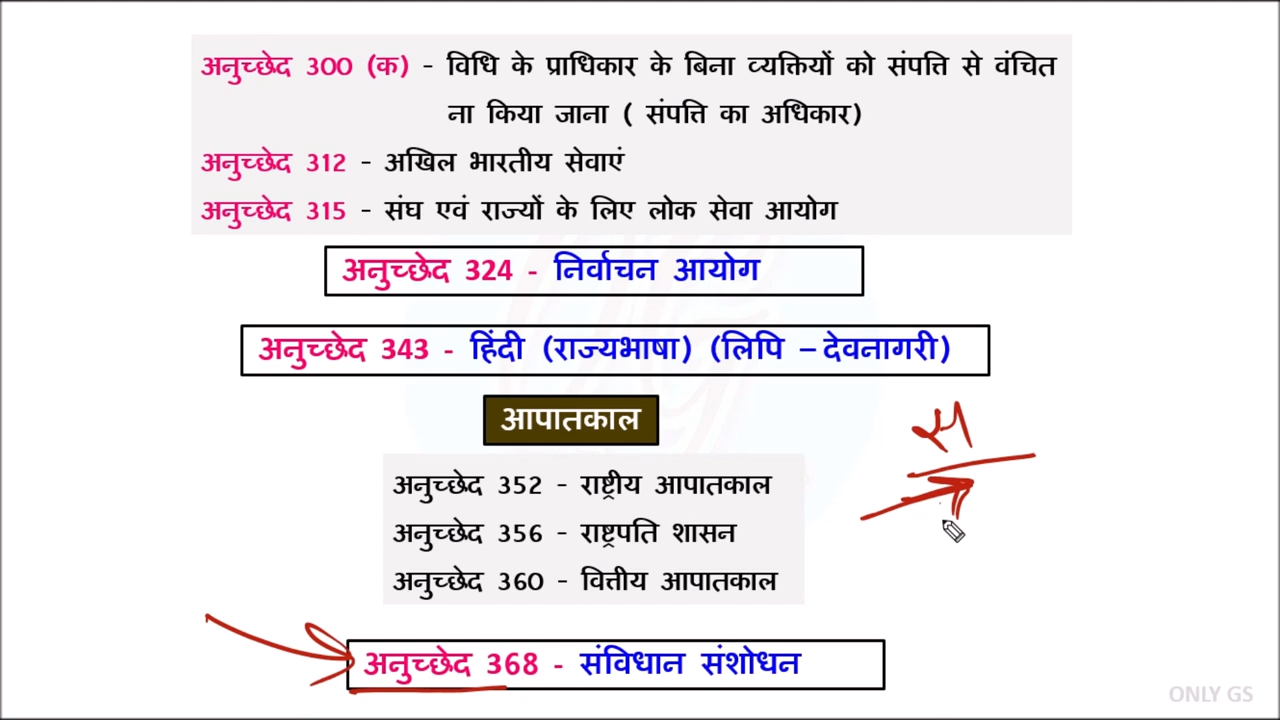 अनुच्छेद 300 (क) - विधि के प्राधिकार के बिना व्यक्तियों को संपत्ति से वंचित
ना किया जाना ( संपत्ति का अधिकार)
अनुच्छेद 312 - अखिल भारतीय सेवाएं
अनुच्छेद 315 - संघ एवं राज्यों के लिए लोक सेवा आयोग
अनुच्छेद 324 - निर्वाचन आयोग
अनुच्छेद 343 - हिंदी (राज्यभाषा) (लिपि – देवनागरी)
आपातकाल
अनुच्छेद 352 - राष्ट्रीय आपातकाल
अनुच्छेद 356 - राष्ट्रपति शासन
अनुच्छेद 360 - वित्तीय आपातकाल
अनुच्छेद 368 - संविधान संशोधन
ONLY GS